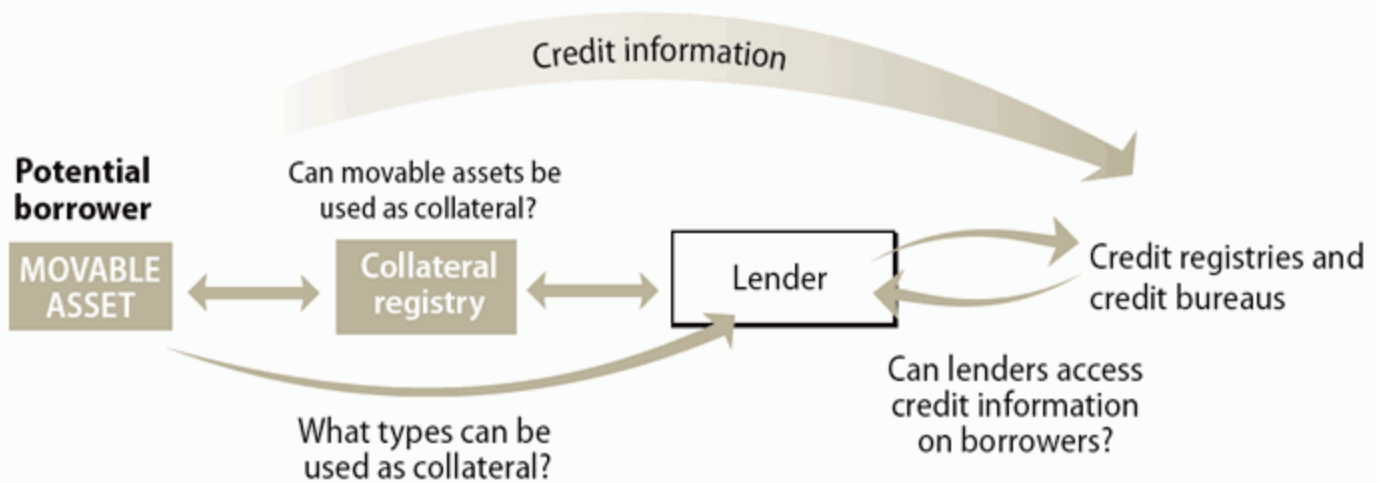 Credit information
Potential
borrower
MOVABLE
ASSET
Can movable assets be
used as collateral?
Collateral
registry
Lender
Credit registries and
credit bureaus
What types can be
used as collateral?
Can lenders access
credit information
on borrowers?